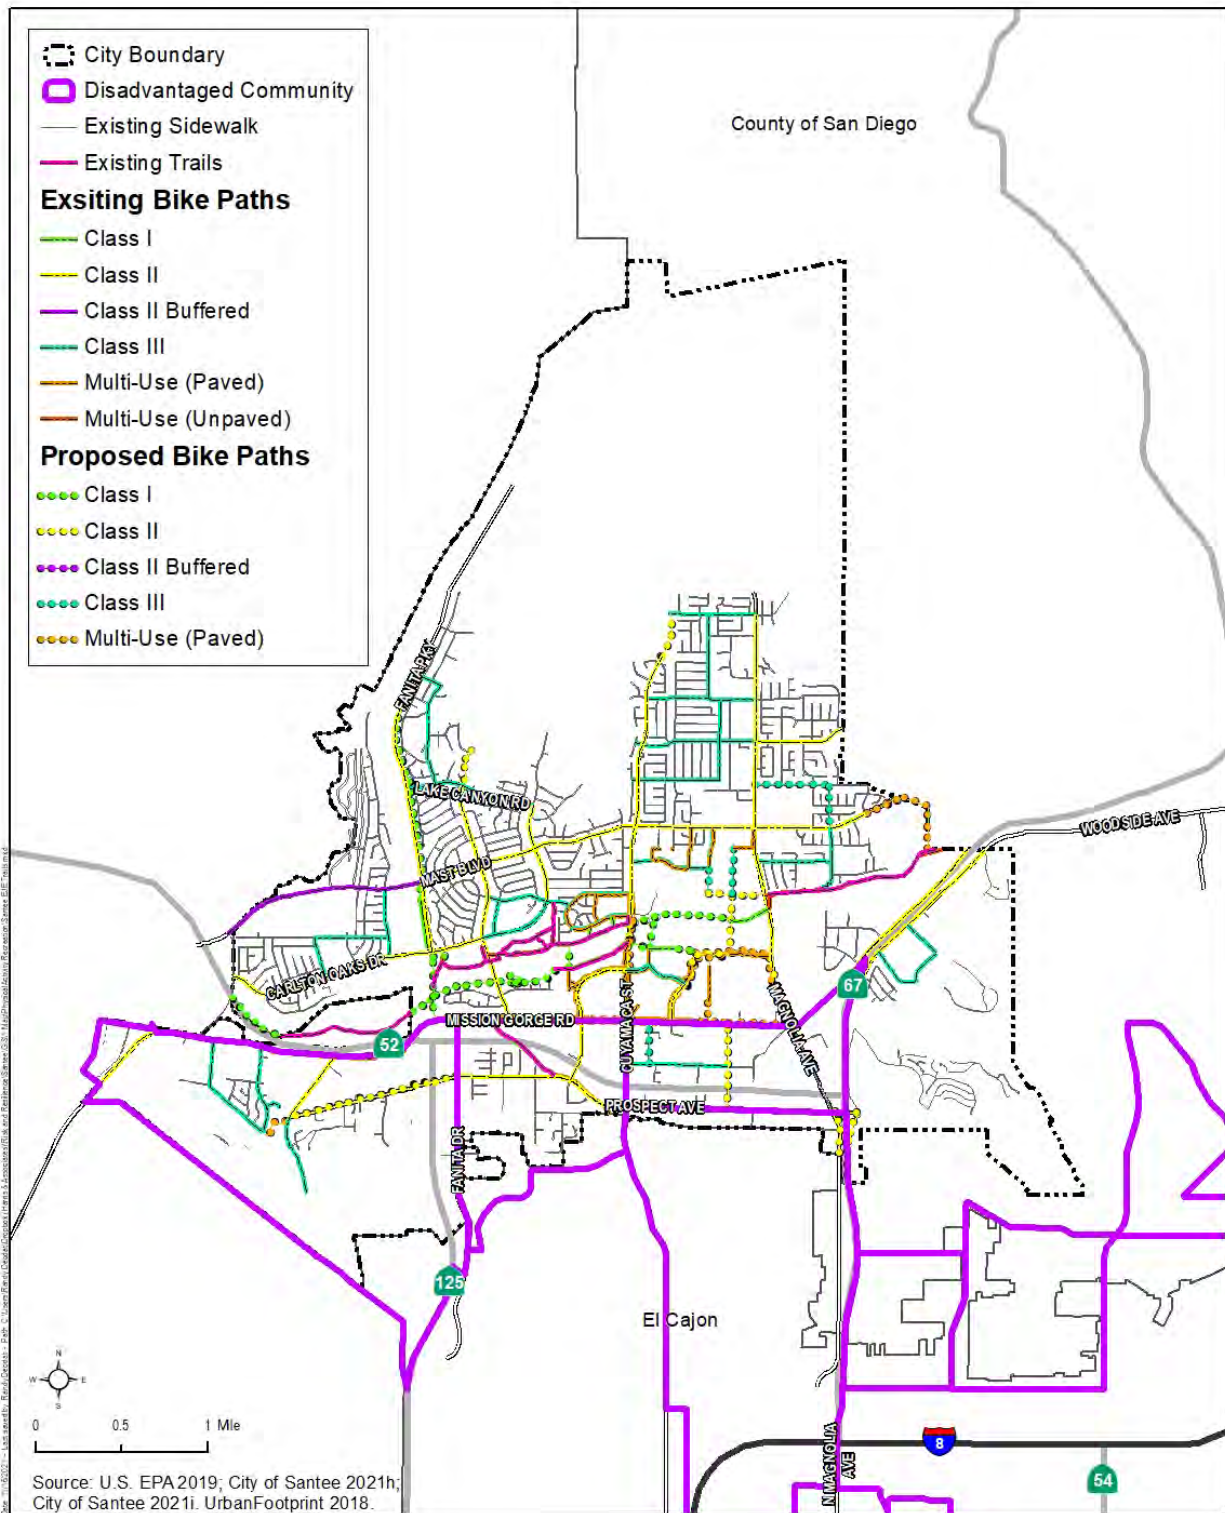 City Boundary
Disadvantaged Community
Existing Sidewalk
Existing Trails
Exsiting Bike Paths
Class I
Class II
Class II Buffered
Class III
Multi-Use (Paved)
Multi-Use (Unpaved)
Proposed Bike Paths
Class I
Class II
Class II Buffered
Class III
Multi-Use (Paved)
County of San Diego
FANITA PKY
LAKE CANYON RD
WOODSIDE AVE
MAST BLVD
CARLTON OAKS DR
67
MAGNOLIA AVE
CUYAMACA ST
MISSION GORGE RD
52
PROSPECT AVE
FANITA DR
125
El Cajon
N
W E
S
0 0.5 1 Mile
N MAGNOLIA
AVE
8
54
Source: U.S. EPA 2019; City of Santee 2021h;
City of Santee 2021i. UrbanFootprint 2018.